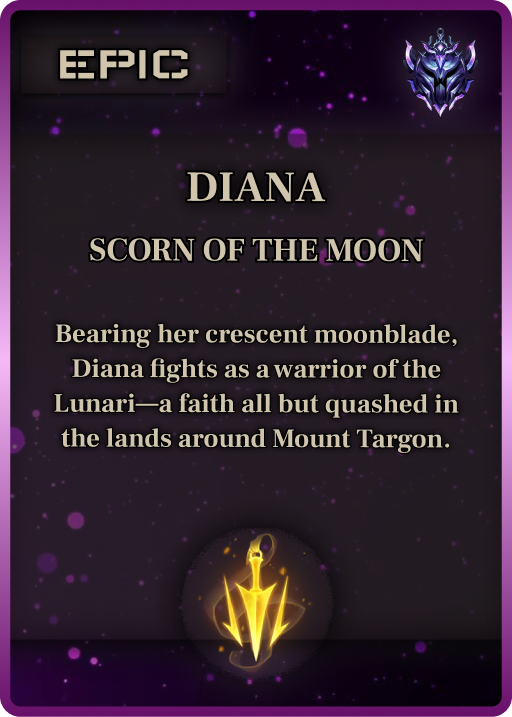 EPIC
DIANA
SCORN OF THE MOON
Bearing her crescent moonblade,
Diana fights as a warrior of the
Lunari—a faith all but quashed in
the lands around Mount Targon.